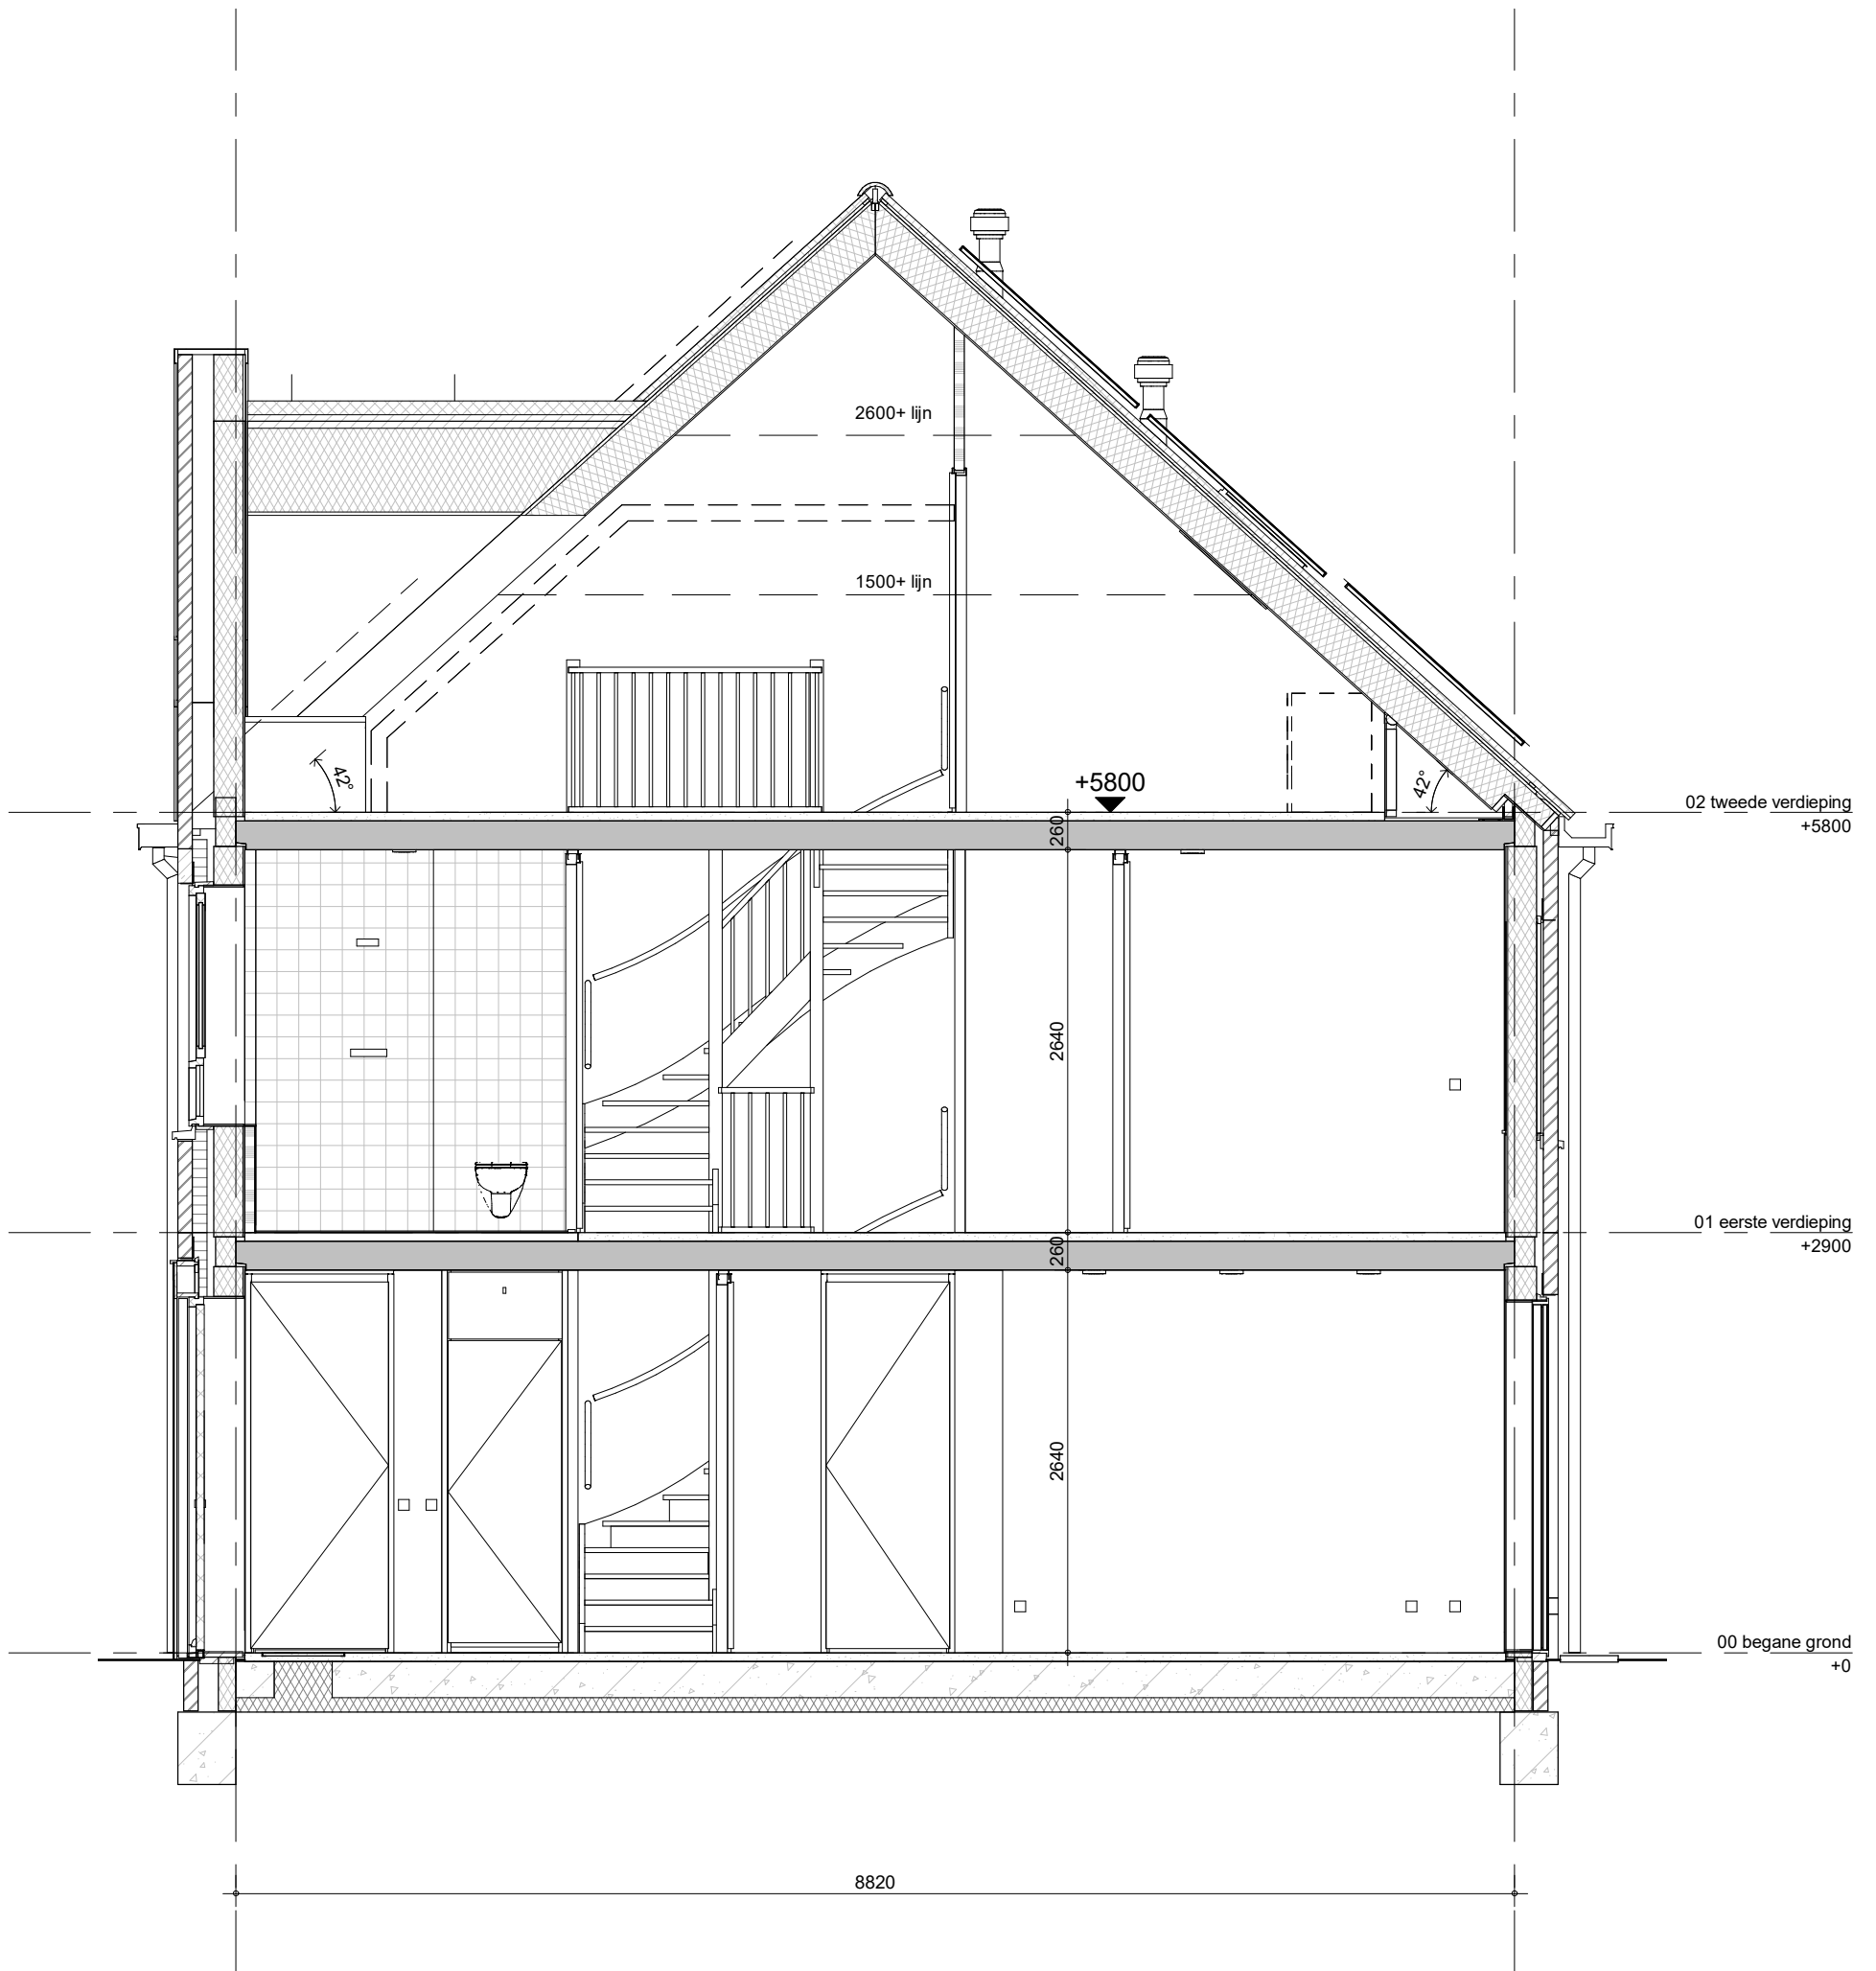 2600+ lijn
1500+ lijn
+5800
42°
42°
02 tweede verdieping
+5800
260
2640
01 eerste verdieping
+2900
260
2640
00 begane grond
+0
8820